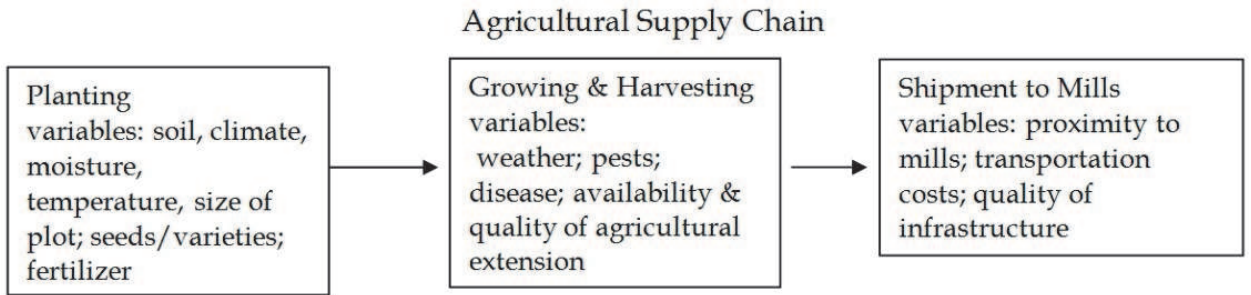 Agricultural Supply Chain
Planting
variables: soil, climate,
moisture,
temperature, size of
plot; seeds/varieties;
fertilizer
Growing & Harvesting
variables:
weather; pests;
disease; availability &
quality of agricultural
extension
Shipment to Mills
variables: proximity to
mills; transportation
costs; quality of
infrastructure